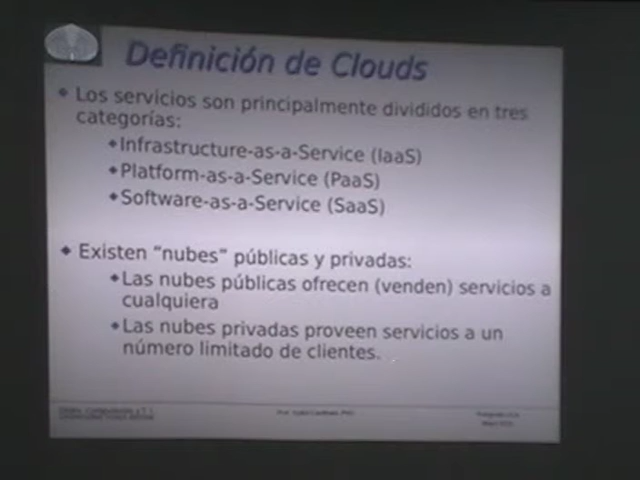 Definición de Clouds
Los servicios son principalmente divididos en tres
categorías:
Infrastructure-as-a-Service (IaaS)
Platform-as-a-Service (PaaS)
Software-as-a-Service (SaaS)
Existen “nubes” públicas y privadas:
Las nubes públicas ofrecen (venden) servicios a
cualquiera
Las nubes privadas proveen servicios a un
número limitado de clientes.